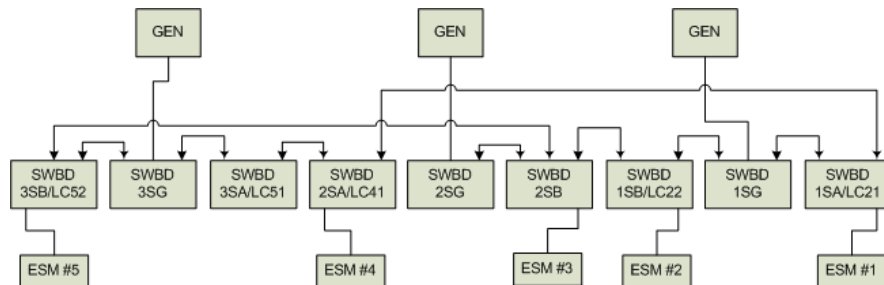 GEN
GEN
GEN
SWBD
3SB/LC52
SWBD
3SG
SWBD
3SA/LC51
SWBD
2SA/LC41
SWBD
2SG
SWBD
2SB
SWBD
1SB/LC22
SWBD
1SG
SWBD
1SA/LC21
ESM #5
ESM #4
ESM #3
ESM #2
ESM #1